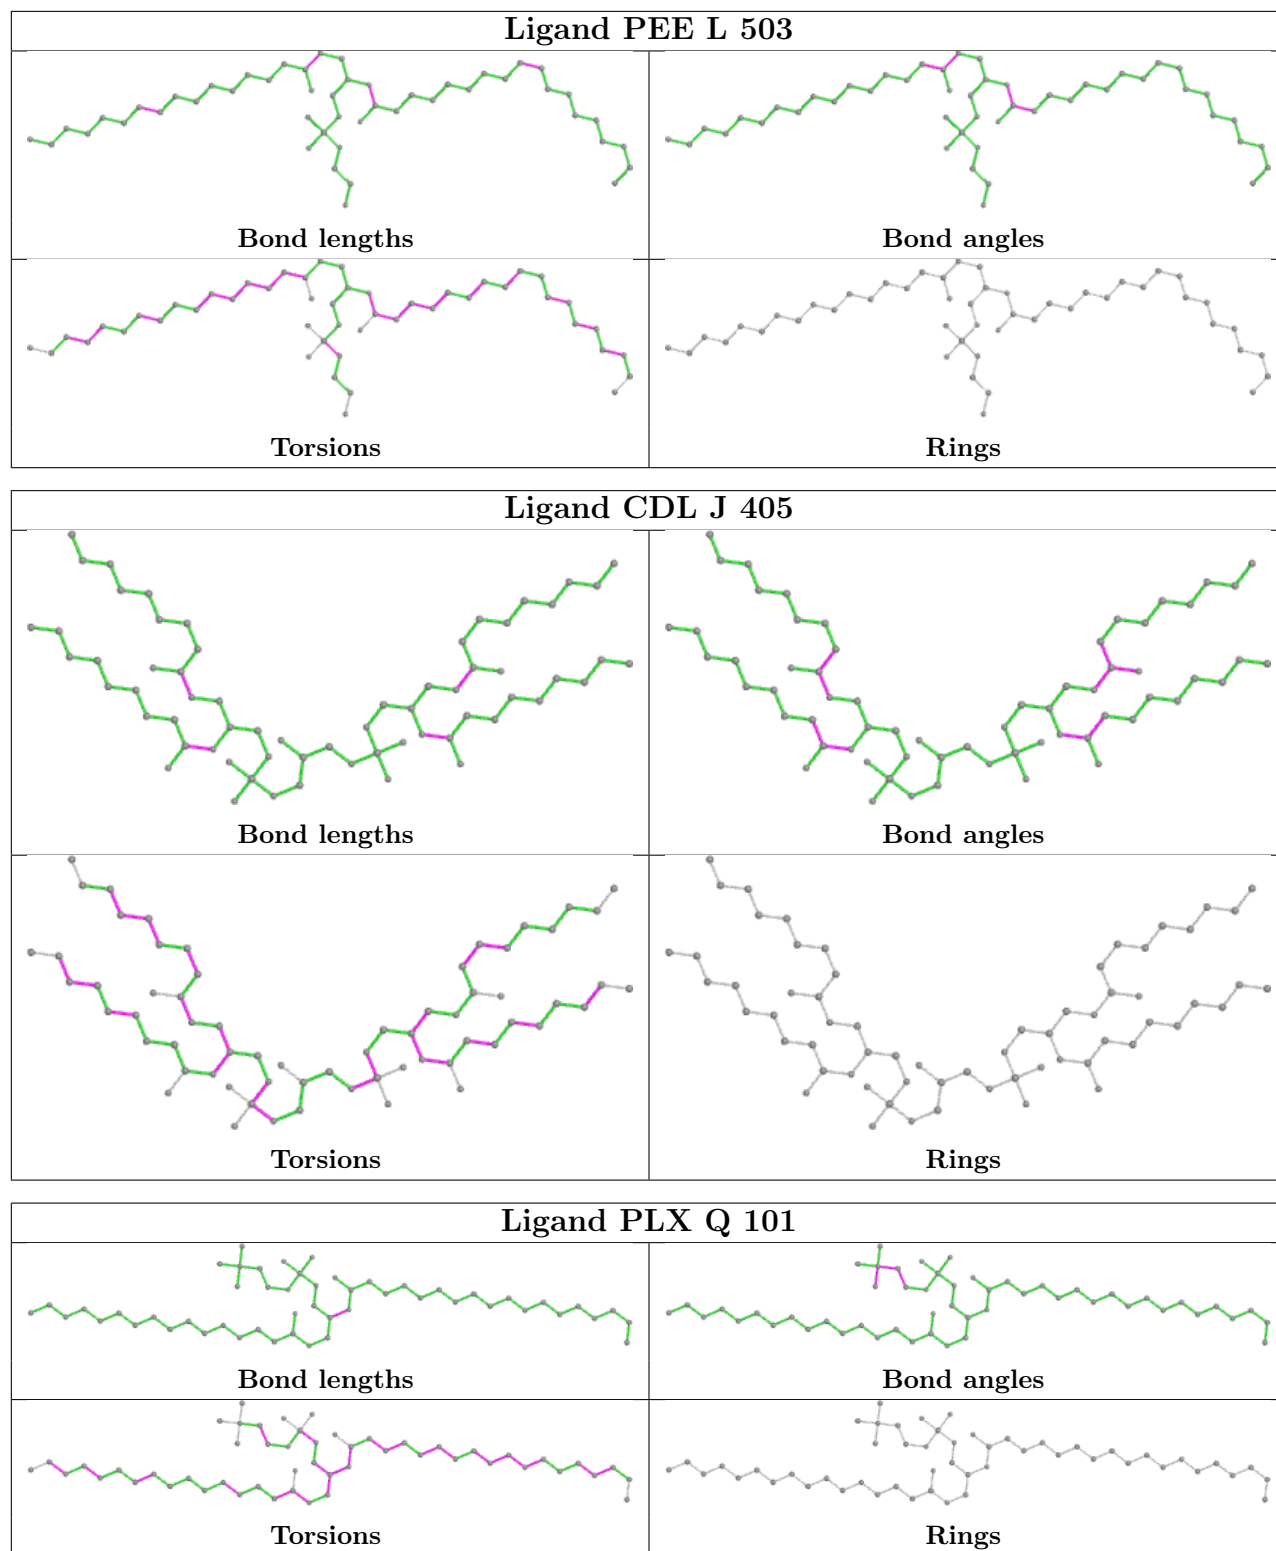 Ligand PEE L 503
Bond lengths
Bond angles
Torsions
Rings
Ligand CDL J 405
Bond lengths
Bond angles
Torsions
Rings
Ligand PLX Q 101
Bond lengths
Bond angles
Torsions
Rings